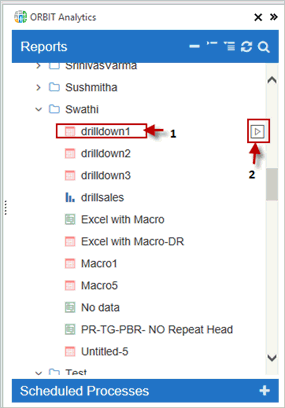 ORBIT Analytics
Reports
SrinivasVarma
Sushmitha
Swathi
drilldown1
1
drilldown2
2
drilldown3
drillsales
Excel with Macro
Excel with Macro-DR
Macro1
Macro5
No data
PR-TG-PBR- NO Repeat Head
Untitled-5
Test
Scheduled Processes